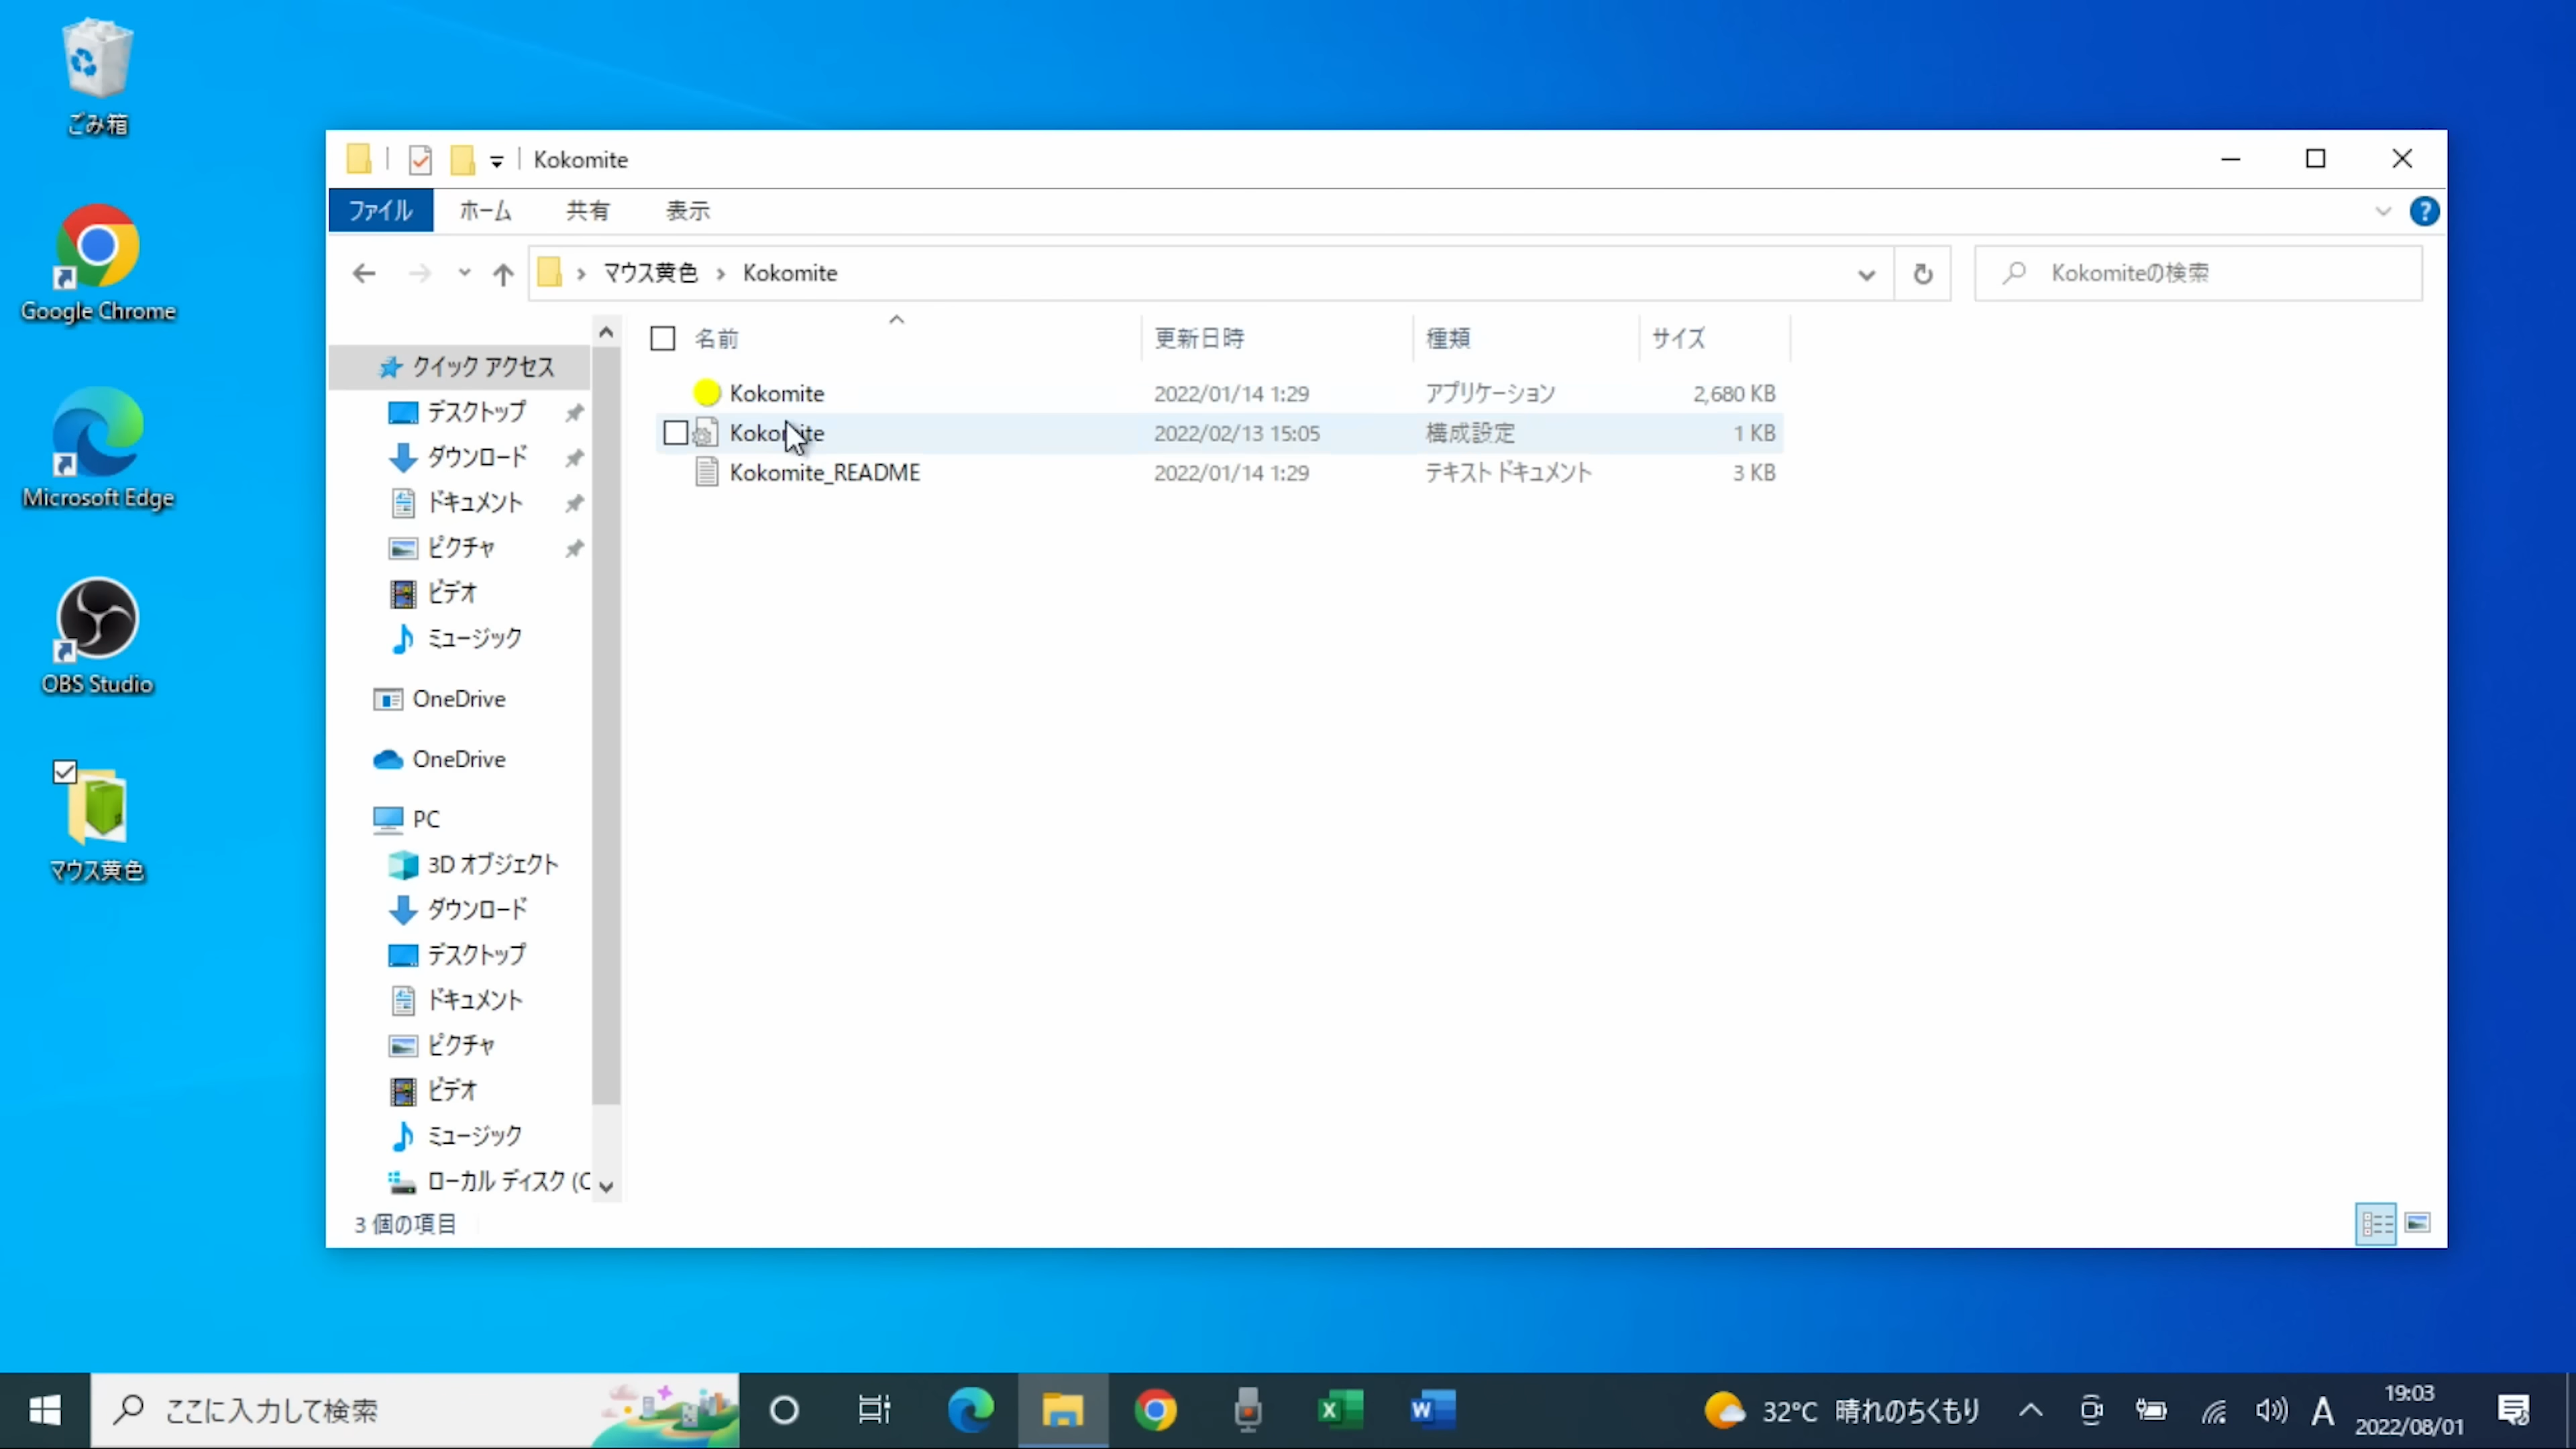 ごみ箱
Google Chrome
Microsoft Edge
OBS Studio
マウス黄色
Kokomite
ファイル ホーム 共有 表示
マウス黄色 › Kokomite
Kokomiteの検索
クイック アクセス
デスクトップ
ダウンロード
ドキュメント
ピクチャ
ビデオ
ミュージック
OneDrive
OneDrive
PC
3D オブジェクト
ダウンロード
デスクトップ
ドキュメント
ピクチャ
ビデオ
ミュージック
ローカル ディスク (C
名前 更新日時 種類 サイズ
Kokomite 2022/01/14 1:29 アプリケーション 2,680 KB
Kokomite 2022/02/13 15:05 構成設定 1 KB
Kokomite_README 2022/01/14 1:29 テキスト ドキュメント 3 KB
3 個の項目
ここに入力して検索
32°C 晴れのちくもり
A
19:03
2022/08/01